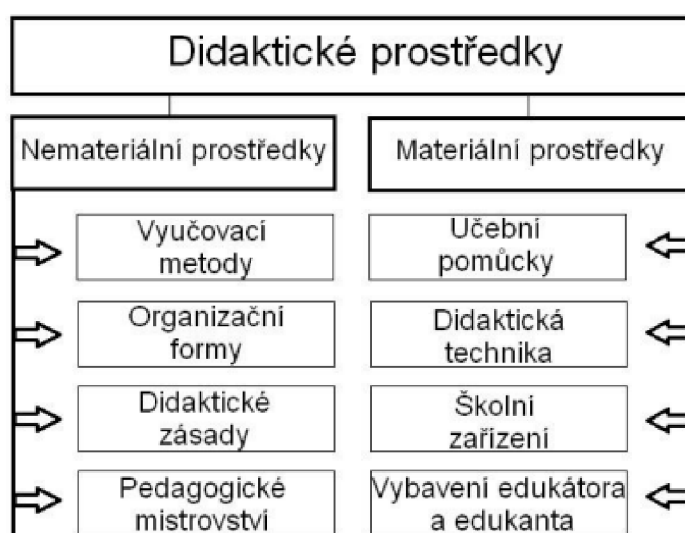 Didaktické prostředky
Nemateriální prostředky
Materiální prostředky
Vyučovací
metody
Učební
pomůcky
Organizační
formy
Didaktická
technika
Didaktické
zásady
Školni
zařízení
Pedagogické
mistrovství
Vybavení edukátora
a edukanta